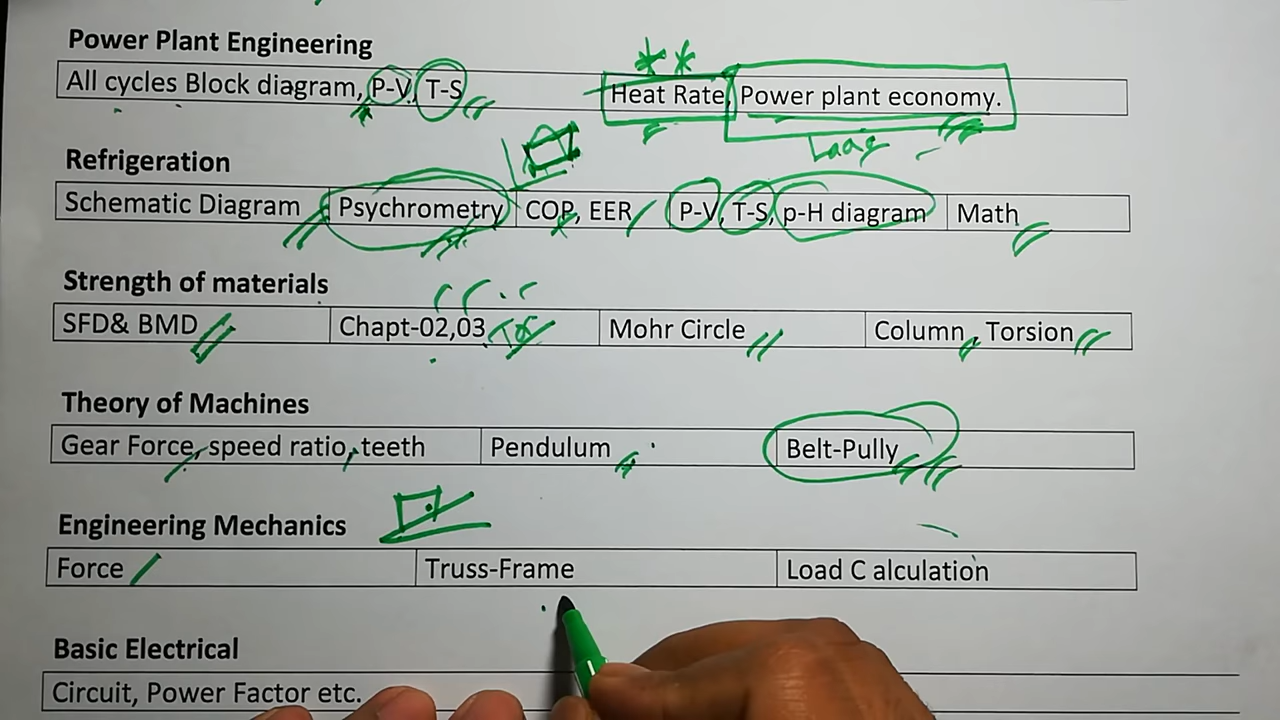 Power Plant Engineering
All cycles Block diagram, P-V, T-S Heat Rate, Power plant economy.
Refrigeration
Schematic Diagram Psychrometry COP, EER P-V, T-S, p-H diagram Math
Strength of materials
SFD& BMD Chapt-02,03 Mohr Circle Column, Torsion
Theory of Machines
Gear Force, speed ratio, teeth Pendulum Belt-Pully
Engineering Mechanics
Force Truss-Frame Load C alculation
Basic Electrical
Circuit, Power Factor etc.